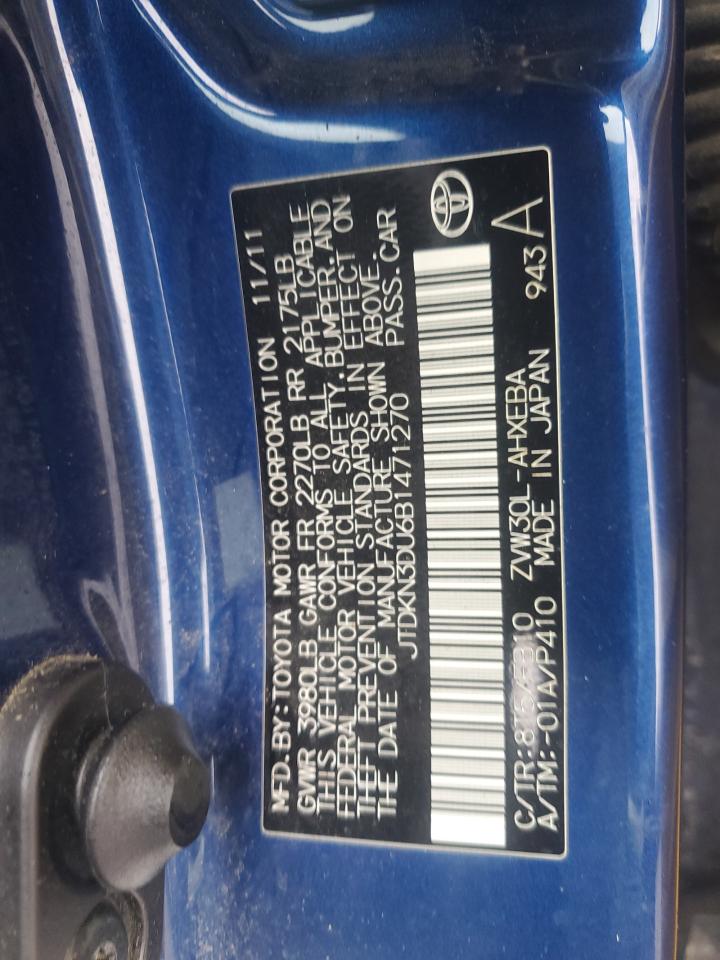 MFD.BY:TOYOTA MOTOR CORPORATION 11/11
GVWR 3980LB GAWR FR 2270LB RR 2175LB
THIS VEHICLE CONFORMS TO ALL APPLICABLE
FEDERAL MOTOR VEHICLE SAFETY.BUMPER.AND
THEFT PREVENTION STANDARDS IN EFFECT ON
THE DATE OF MANUFACTURE SHOWN ABOVE.
JTDKN3DU6B1471270 PASS.CAR
C/TR: ZVW30L-AHXEBA 943
A/TM:-01A/P410 MADE IN JAPAN A